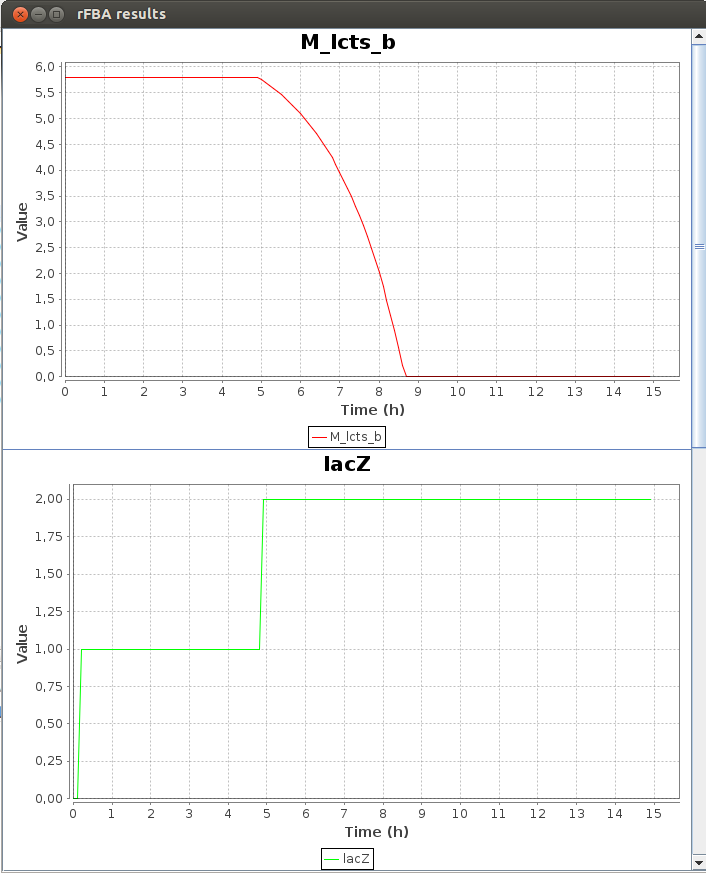 rFBA results
M_lcts_b
6,0
5,5
5,0
4,5
4,0
3,5
3,0
2,5
2,0
1,5
1,0
0,5
0,0
Value
0 1 2 3 4 5 6 7 8 9 10 11 12 13 14 15
Time (h)
M_lcts_b
lacZ
2,00
1,75
1,50
1,25
1,00
0,75
0,50
0,25
0,00
Value
0 1 2 3 4 5 6 7 8 9 10 11 12 13 14 15
Time (h)
lacZ